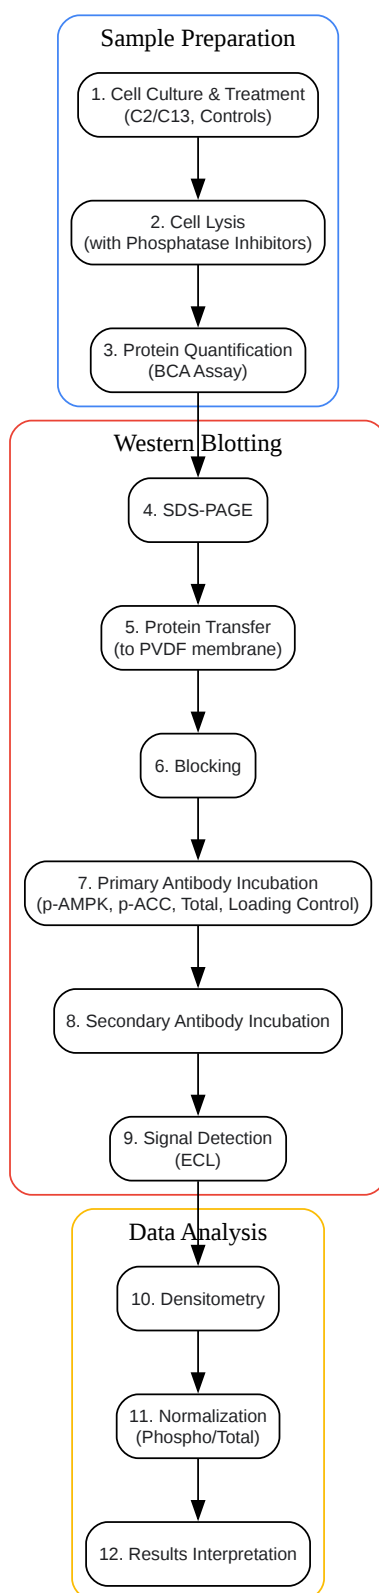 Sample Preparation
1. Cell Culture & Treatment
(C2/C13, Controls)
2. Cell Lysis
(with Phosphatase Inhibitors)
3. Protein Quantification
(BCA Assay)
Western Blotting
4. SDS-PAGE
5. Protein Transfer
(to PVDF membrane)
6. Blocking
7. Primary Antibody Incubation
(p-AMPK, p-ACC, Total, Loading Control)
8. Secondary Antibody Incubation
9. Signal Detection
(ECL)
Data Analysis
10. Densitometry
11. Normalization
(Phospho/Total)
12. Results Interpretation